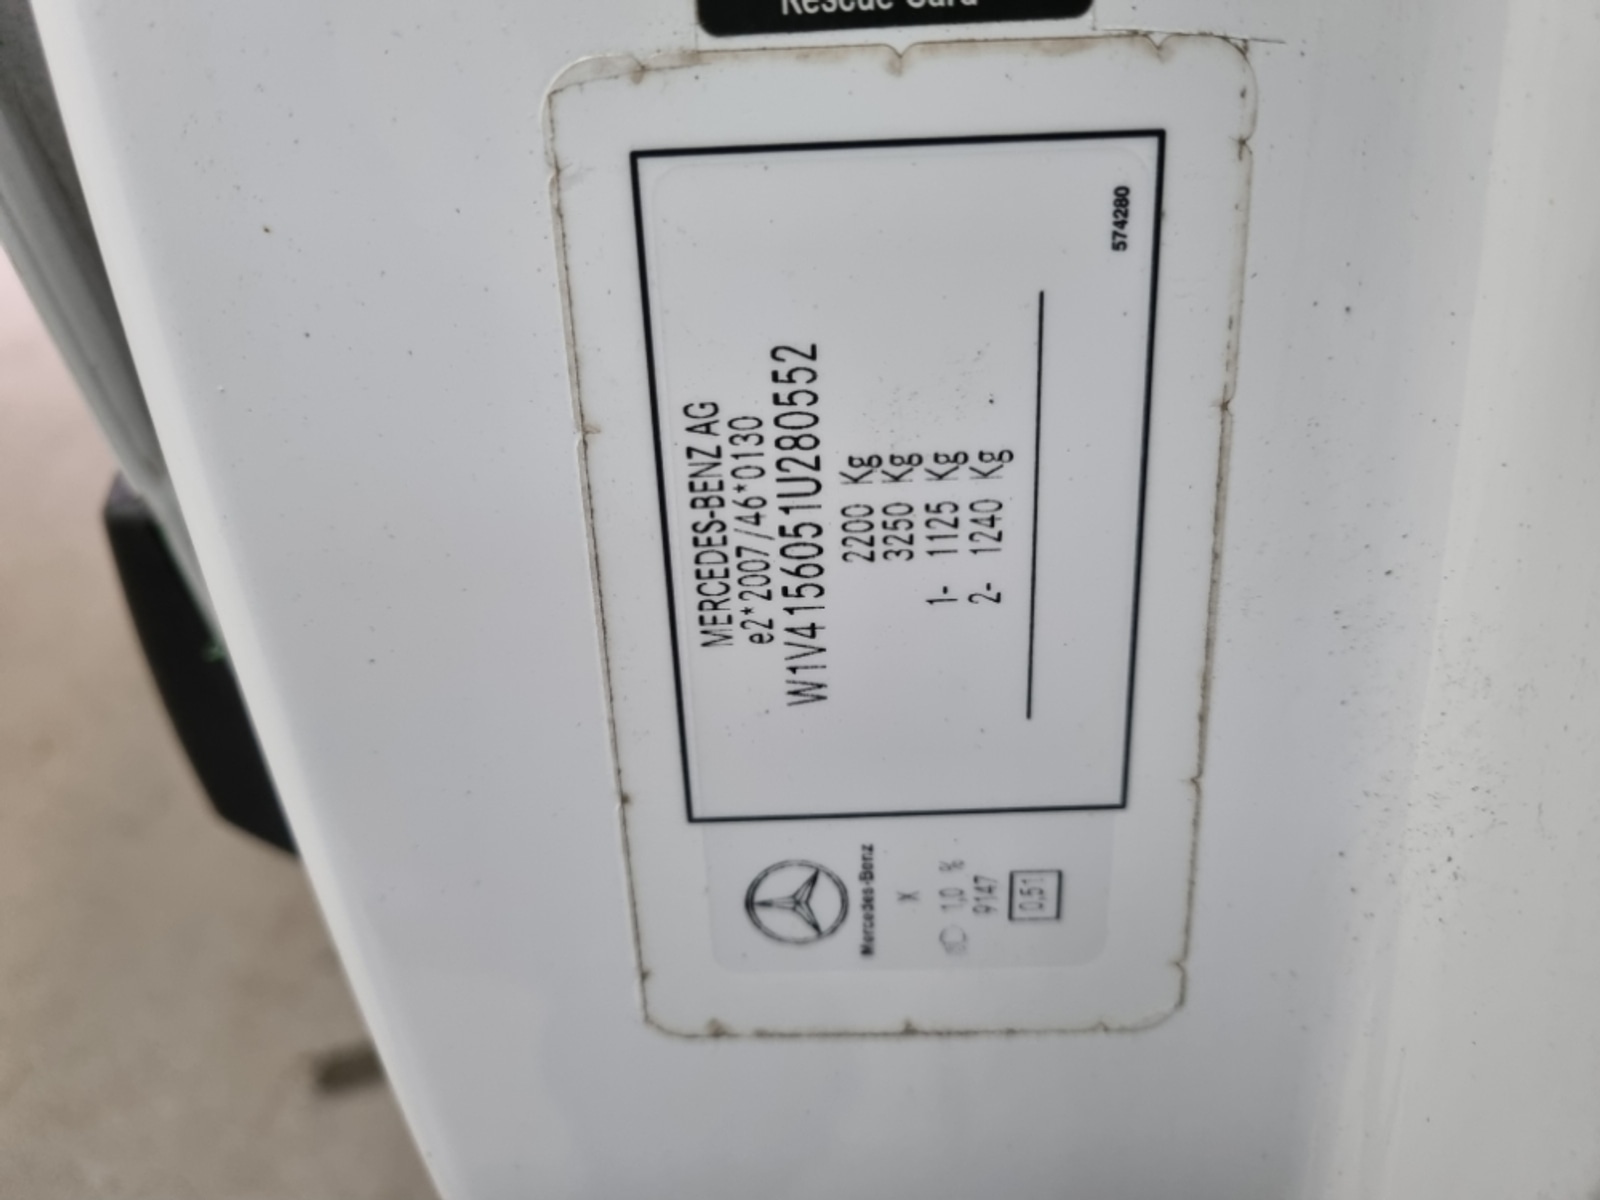 Rescue Card
574280
MERCEDES-BENZ AG
e2*2007/46*0130
W1V4156051U280552
2200 Kg
3250 Kg
1- 1125 Kg
2- 1240 Kg
Mercedes-Benz
X
1,0 %
9147
0,51